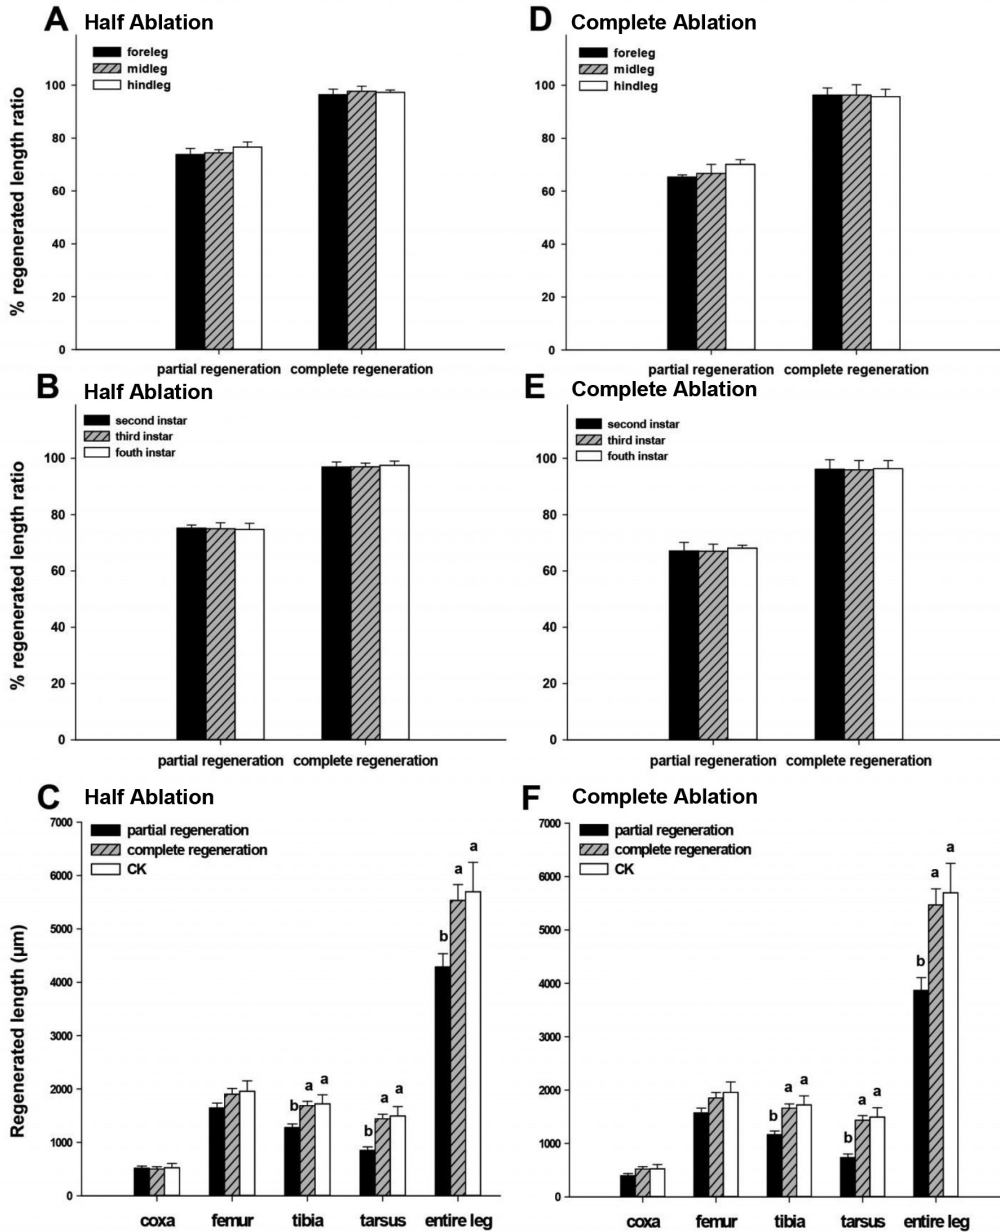 A Half Ablation
foreleg
midleg
hindleg
% regenerated length ratio
100
80
60
40
20
0
partial regeneration complete regeneration
D Complete Ablation
foreleg
midleg
hindleg
100
80
60
40
20
0
partial regeneration complete regeneration
B Half Ablation
second instar
third instar
fouth instar
% regenerated length ratio
100
80
60
40
20
0
partial regeneration complete regeneration
E Complete Ablation
second instar
third instar
fouth instar
100
80
60
40
20
0
partial regeneration complete regeneration
C Half Ablation
partial regeneration
complete regeneration
CK
Regenerated length (μm)
7000
6000
5000
4000
3000
2000
1000
0
b a a
b a a
b a a
coxa femur tibia tarsus entire leg
F Complete Ablation
partial regeneration
complete regeneration
CK
7000
6000
5000
4000
3000
2000
1000
0
b a a
b a a
b a a
coxa femur tibia tarsus entire leg